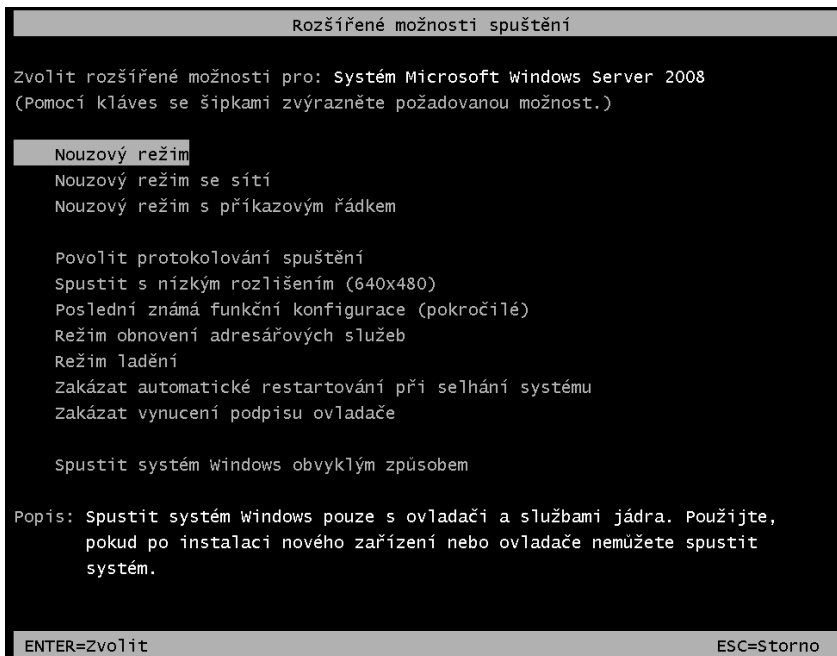 Rozšířené možnosti spuštění
Zvolit rozšířené možnosti pro: Systém Microsoft Windows Server 2008
(Pomocí kláves se šipkami zvýrazněte požadovanou možnost.)
Nouzový režim
Nouzový režim se sítí
Nouzový režim s příkazovým řádkem
Povolit protokolování spuštění
Spustit s nízkým rozlišením (640x480)
Poslední známá funkční konfigurace (pokročilé)
Režim obnovení adresářových služeb
Režim ladění
Zakázat automatické restartování při selhání systému
Zakázat vynucení podpisu ovladače
Spustit systém Windows obvyklým způsobem
Popis: Spustit systém Windows pouze s ovladači a službami jádra. Použijte,
pokud po instalaci nového zařízení nebo ovladače nemůžete spustit
systém.
ENTER=Zvolit ESC=Storno